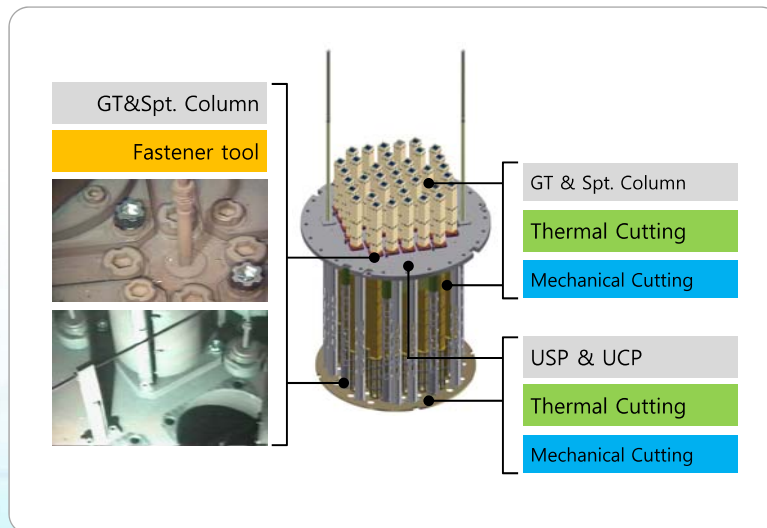 GT&Spt. Column
Fastener tool
GT & Spt. Column
Thermal Cutting
Mechanical Cutting
USP & UCP
Thermal Cutting
Mechanical Cutting